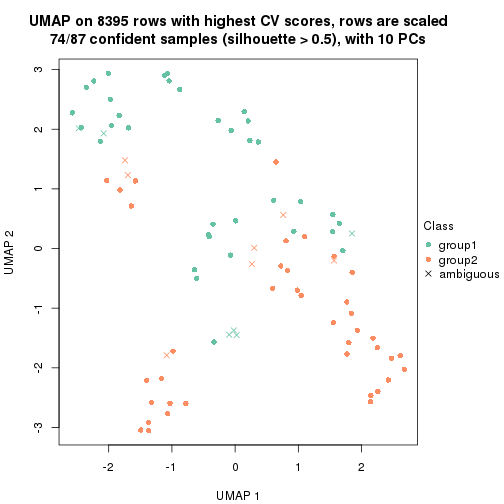 UMAP on 8395 rows with highest CV scores, rows are scaled
74/87 confident samples (silhouette > 0.5), with 10 PCs
3
2
1
0
-1
-2
-3
UMAP 2
-2 -1 0 1 2
UMAP 1
Class
group1
group2
ambiguous